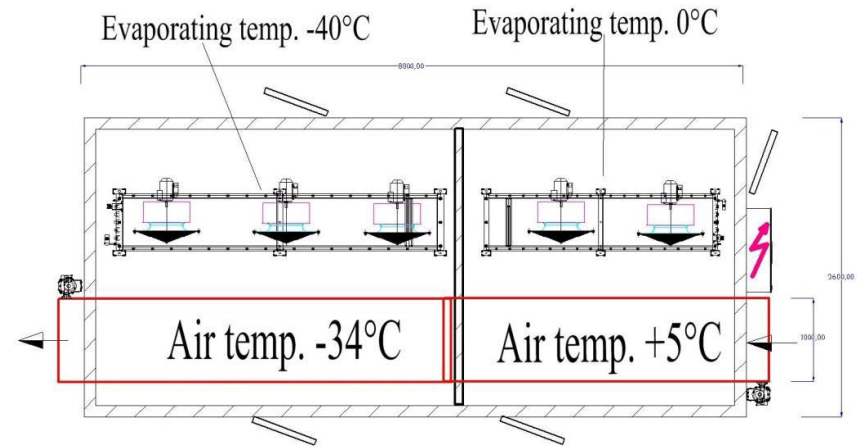 Evaporating temp. -40°C
Evaporating temp. 0°C
8000,00
2600,00
1000,00
Air temp. -34°C
Air temp. +5°C